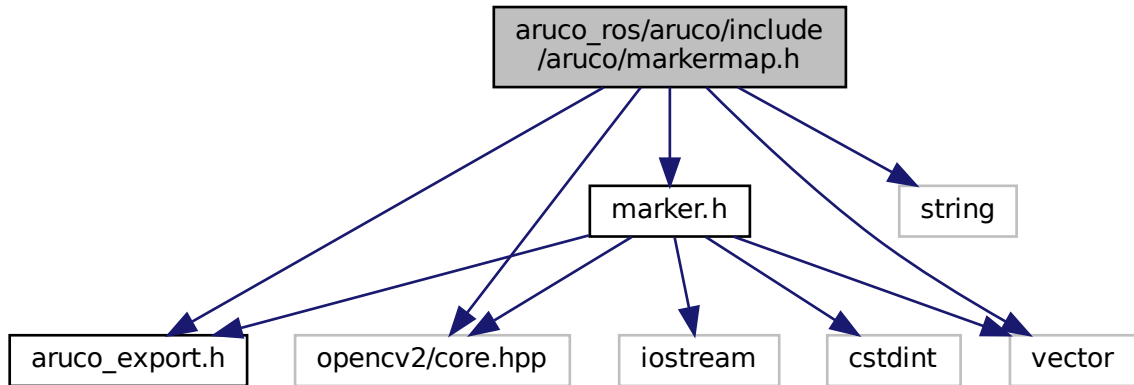 aruco_ros/aruco/include
/aruco/markermap.h
marker.h
string
aruco_export.h
opencv2/core.hpp
iostream
cstdint
vector